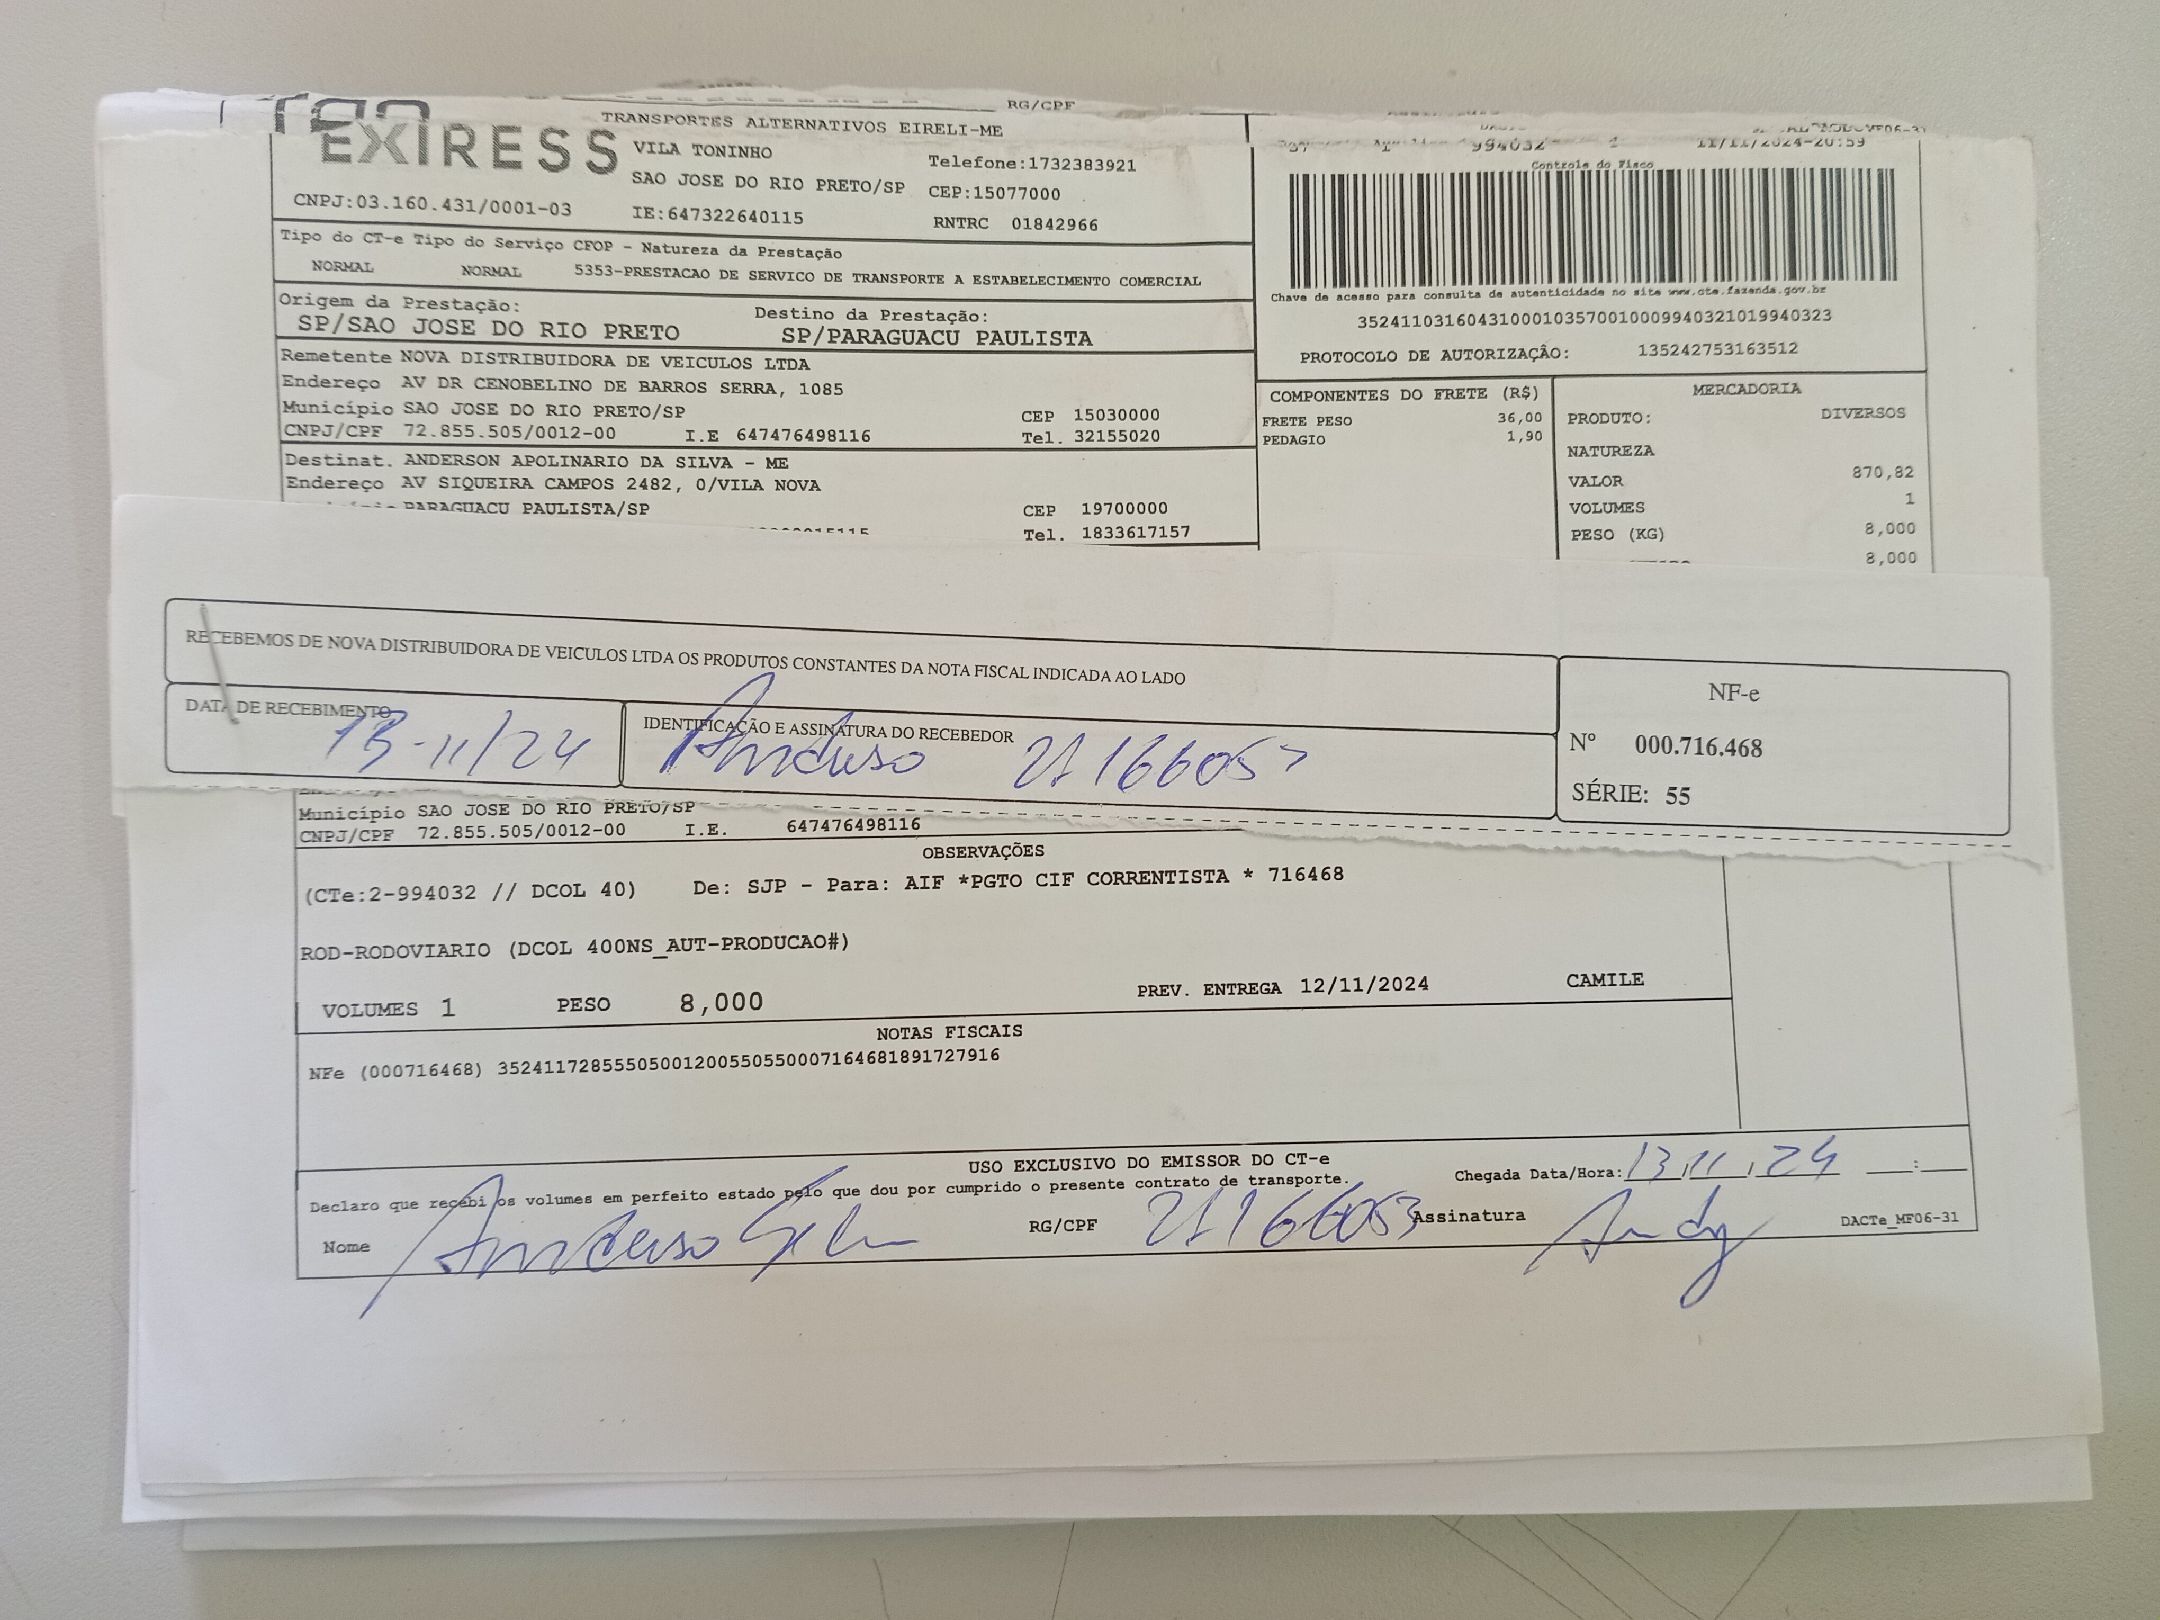 RG/CPF
EXIRESS
TRANSPORTES ALTERNATIVOS EIRELI-ME
VILA TONINHO
Telefone:1732383921
SAO JOSE DO RIO PRETO/SP CEP:15077000
CNPJ:03.160.431/0001-03 IE:647322640115 RNTRC 01842966
994032 1 11/11/2024-20:59
Controle do Fisco
Chave de acesso para consulta de autenticidade no site www.cte.fazenda.gov.br
35241103160431000103570010009940321019940323
PROTOCOLO DE AUTORIZAÇÃO: 135242753163512
Tipo do CT-e Tipo do Serviço CFOP - Natureza da Prestação
NORMAL NORMAL 5353-PRESTACAO DE SERVICO DE TRANSPORTE A ESTABELECIMENTO COMERCIAL
Origem da Prestação: Destino da Prestação:
SP/SAO JOSE DO RIO PRETO SP/PARAGUACU PAULISTA
Remetente NOVA DISTRIBUIDORA DE VEICULOS LTDA
Endereço AV DR CENOBELINO DE BARROS SERRA, 1085
Município SAO JOSE DO RIO PRETO/SP CEP 15030000
CNPJ/CPF 72.855.505/0012-00 I.E 647476498116 Tel. 32155020
Destinat. ANDERSON APOLINARIO DA SILVA - ME
Endereço AV SIQUEIRA CAMPOS 2482, 0/VILA NOVA
PARAGUACU PAULISTA/SP CEP 19700000
Tel. 1833617157
COMPONENTES DO FRETE (R$)
FRETE PESO 36,00
PEDAGIO 1,90
MERCADORIA
PRODUTO: DIVERSOS
NATUREZA
VALOR 870,82
VOLUMES 1
PESO (KG) 8,000
8,000
RECEBEMOS DE NOVA DISTRIBUIDORA DE VEICULOS LTDA OS PRODUTOS CONSTANTES DA NOTA FISCAL INDICADA AO LADO
DATA DE RECEBIMENTO
13-11/24
IDENTIFICAÇÃO E ASSINATURA DO RECEBEDOR
21166053
NF-e
N° 000.716.468
SÉRIE: 55
Município SAO JOSE DO RIO PRETO/SP
CNPJ/CPF 72.855.505/0012-00 I.E. 647476498116
OBSERVAÇÕES
(CTe:2-994032 // DCOL 40) De: SJP - Para: AIF *PGTO CIF CORRENTISTA * 716468
ROD-RODOVIARIO (DCOL 400NS_AUT-PRODUCAO#)
VOLUMES 1 PESO 8,000 PREV. ENTREGA 12/11/2024 CAMILE
NOTAS FISCAIS
NFe (000716468) 35241172855505001200550550007164681891727916
USO EXCLUSIVO DO EMISSOR DO CT-e
Declaro que recebi os volumes em perfeito estado pelo que dou por cumprido o presente contrato de transporte.
Chegada Data/Hora: 13 11 24 :
Nome RG/CPF 21166053 Assinatura Andy
DACTe_MF06-31